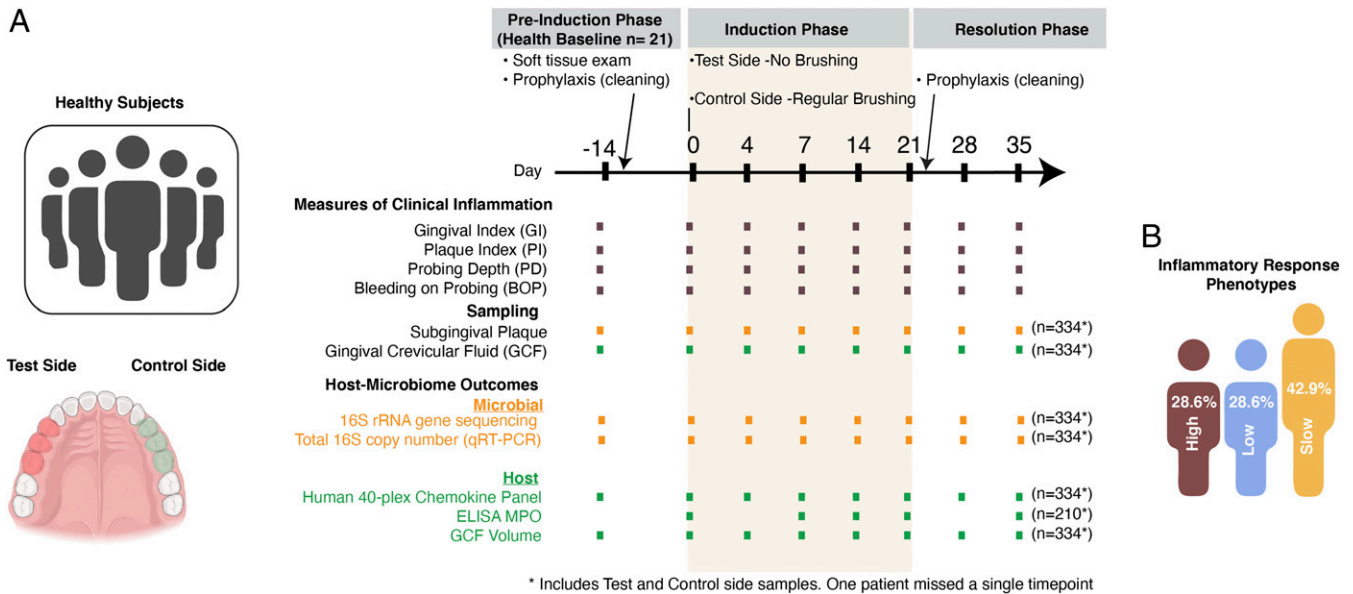 A
Pre-Induction Phase
(Health Baseline n= 21)
Induction Phase
Resolution Phase
• Soft tissue exam
• Prophylaxis (cleaning)
•Test Side -No Brushing
•Control Side -Regular Brushing
• Prophylaxis (cleaning)
Healthy Subjects
Day
-14 0 4 7 14 21 28 35
Measures of Clinical Inflammation
Gingival Index (GI)
Plaque Index (PI)
Probing Depth (PD)
Bleeding on Probing (BOP)
Sampling
Subgingival Plaque (n=334*)
Gingival Crevicular Fluid (GCF) (n=334*)
Test Side Control Side
Host-Microbiome Outcomes
Microbial
16S rRNA gene sequencing (n=334*)
Total 16S copy number (qRT-PCR) (n=334*)
Host
Human 40-plex Chemokine Panel (n=334*)
ELISA MPO (n=210*)
GCF Volume (n=334*)
* Includes Test and Control side samples. One patient missed a single timepoint
B
Inflammatory Response
Phenotypes
28.6% 28.6% 42.9%
High Low Slow